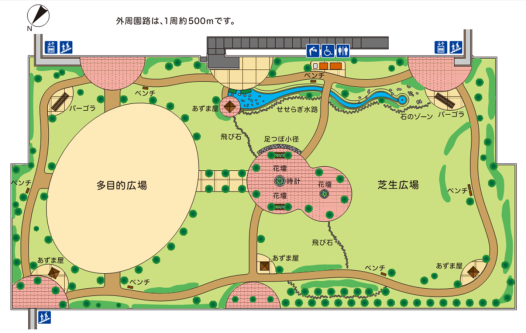 外周園路は、1周約500mです。
N
ベンチ
ベンチ
パーゴラ
あずま屋
せせらぎ水路
石のゾーン
パーゴラ
飛び石
足つぼ小径
ベンチ
多目的広場
花壇
時計
花壇
花壇
芝生広場
ベンチ
飛び石
あずま屋
あずま屋
ベンチ
あずま屋
ベンチ